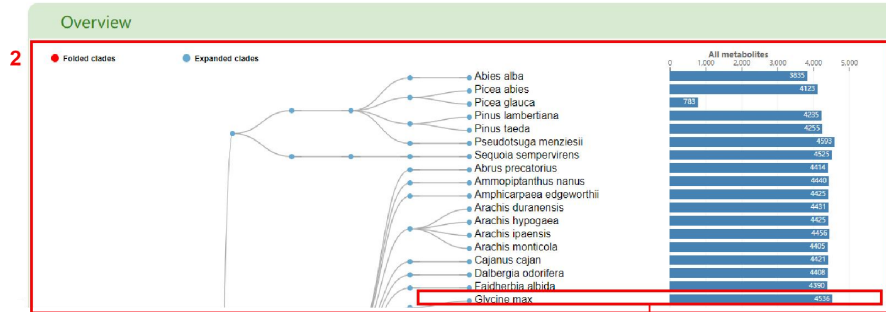 Overview
2
Folded clades
Expanded clades
All metabolites
0 1,000 2,000 3,000 4,000 5,000
Abies alba 3835
Picea abies 4123
Picea glauca 783
Pinus lambertiana 4235
Pinus taeda 4255
Pseudotsuga menziesii 4593
Sequoia sempervirens 4525
Abrus precatorius 4414
Ammopiptanthus nanus 4440
Amphicarpaea edgeworthii 4425
Arachis duranensis 4431
Arachis hypogaea 4425
Arachis ipaensis 4456
Arachis monticola 4405
Cajanus cajan 4421
Dalbergia odorifera 4408
Faidherbia albida 4390
Glycine max 4536